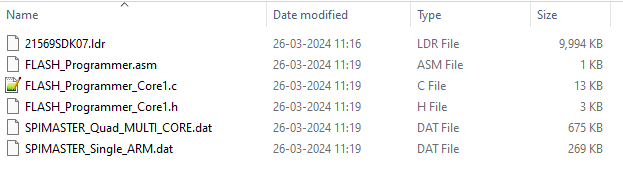 Name Date modified Type Size
21569SDK07.ldr 26-03-2024 11:16 LDR File 9,994 KB
FLASH_Programmer.asm 26-03-2024 11:19 ASM File 1 KB
FLASH_Programmer_Core1.c 26-03-2024 11:19 C File 13 KB
FLASH_Programmer_Core1.h 26-03-2024 11:19 H File 3 KB
SPIMASTER_Quad_MULTI_CORE.dat 26-03-2024 11:19 DAT File 675 KB
SPIMASTER_Single_ARM.dat 26-03-2024 11:19 DAT File 269 KB